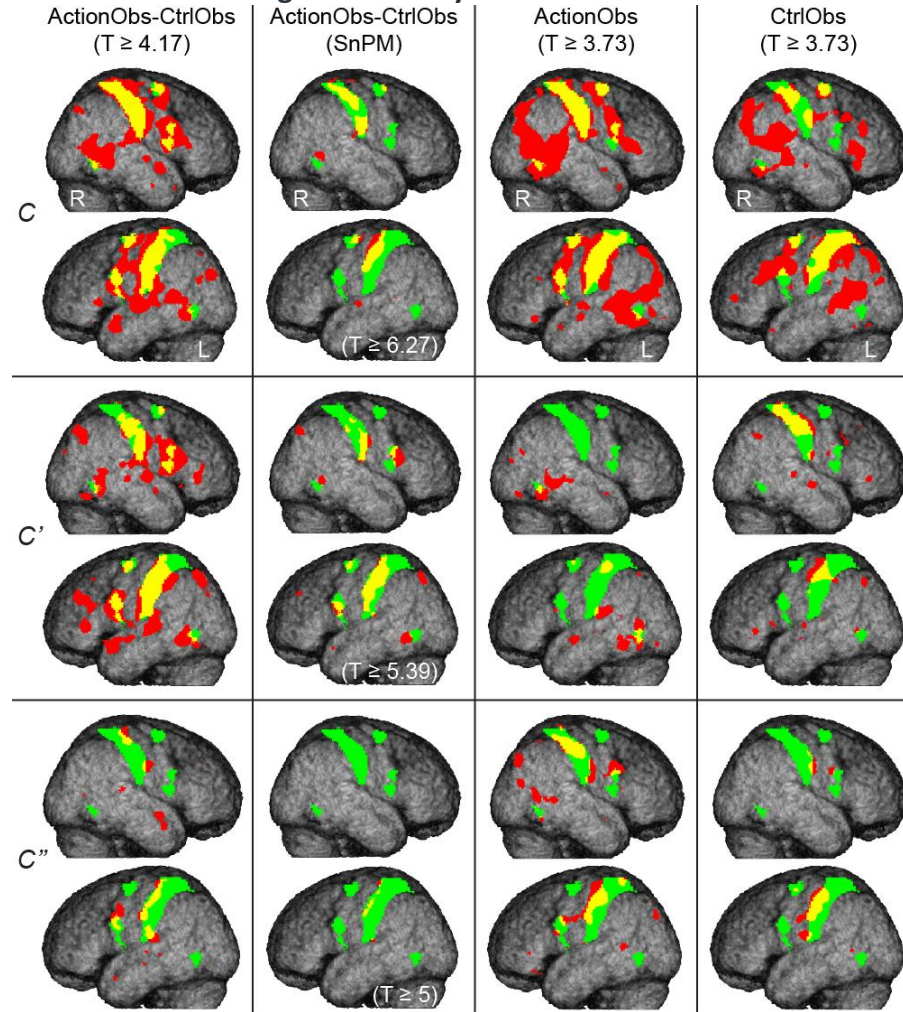 ActionObs-CtrlObs
(T ≥ 4.17)
ActionObs-CtrlObs
(SnPM)
ActionObs
(T ≥ 3.73)
CtrlObs
(T ≥ 3.73)
C
R
R
R
R
L
(T ≥ 6.27)
L
L
C’
(T ≥ 5.39)
C”
(T ≥ 5)